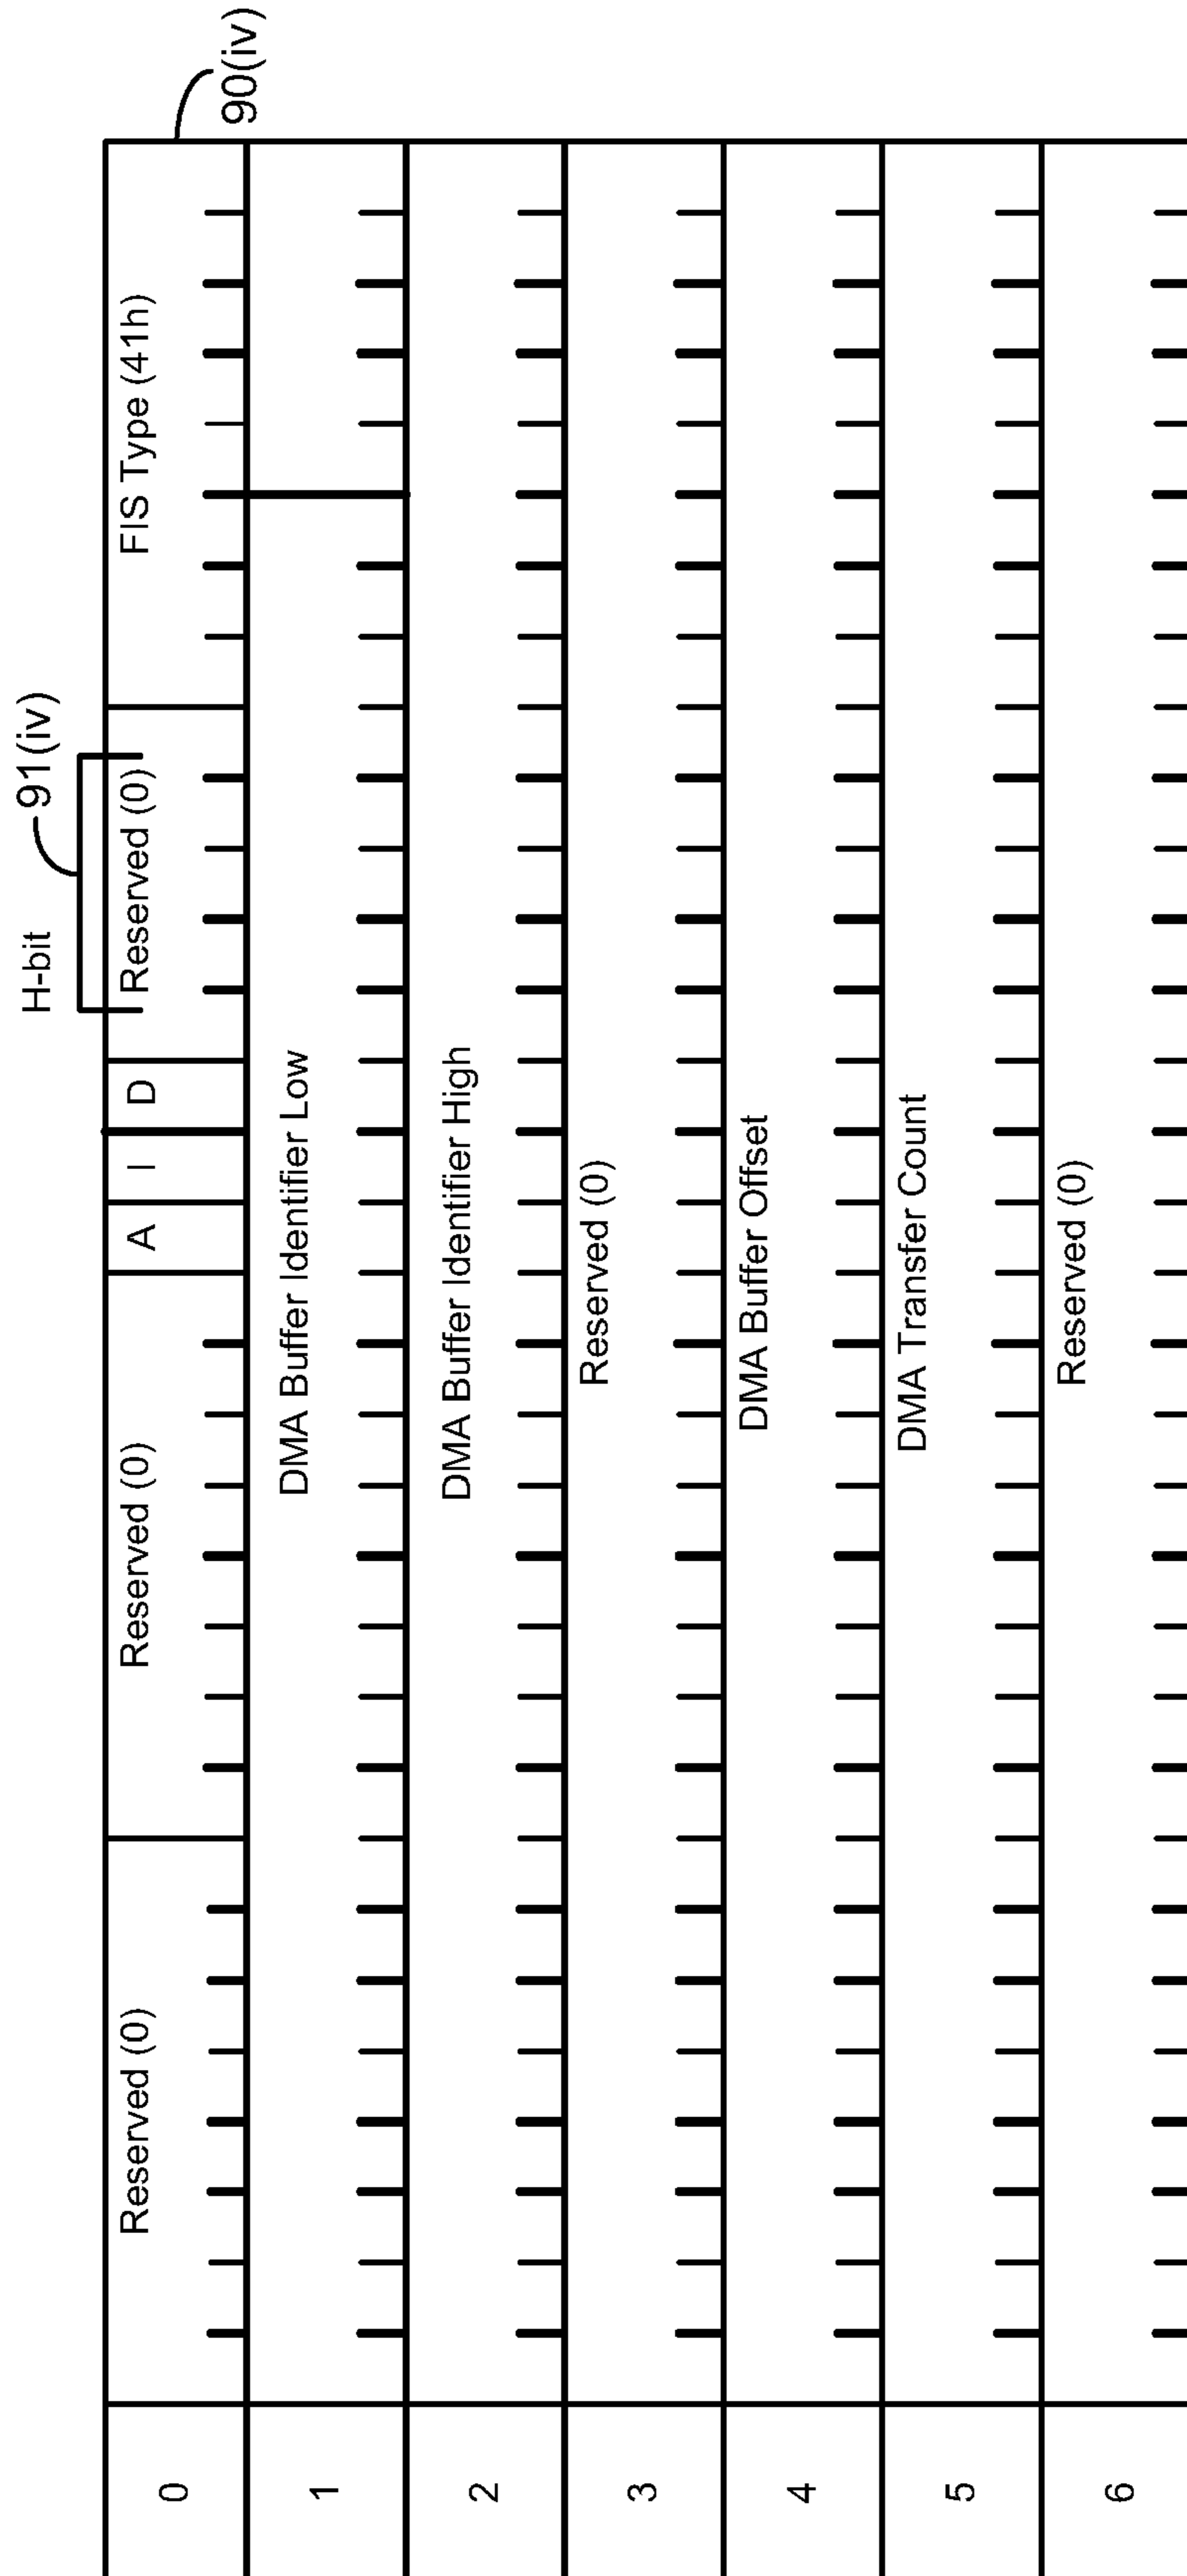 H-bit
91(iv)
90(iv)
0
Reserved (0)
Reserved (0)
A
I
D
Reserved (0)
FIS Type (41h)
1
DMA Buffer Identifier Low
2
DMA Buffer Identifier High
3
Reserved (0)
4
DMA Buffer Offset
5
DMA Transfer Count
6
Reserved (0)